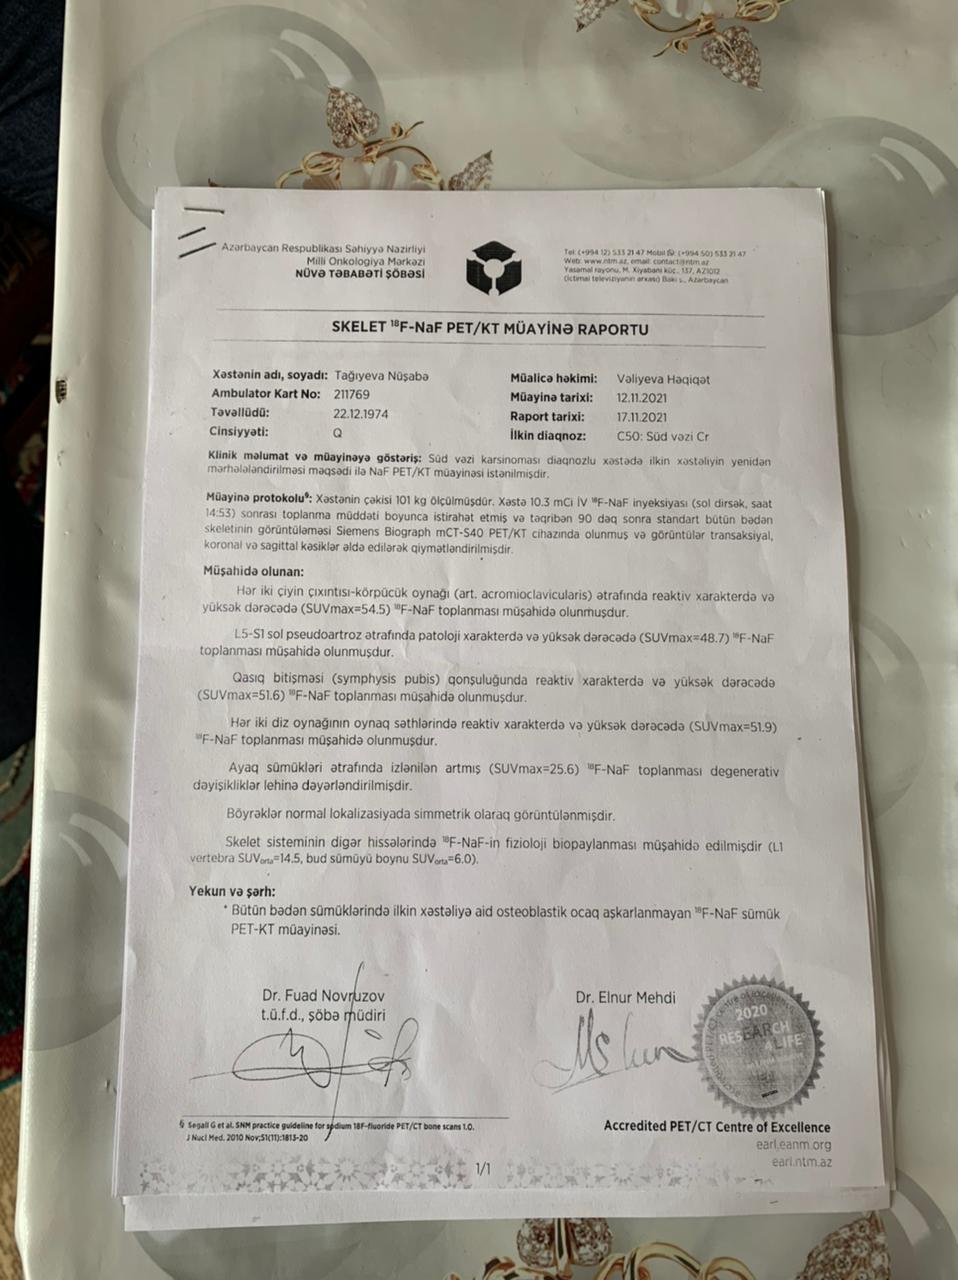 Azərbaycan Respublikası Səhiyyə Nazirliyi
Milli Onkologiya Mərkəzi
NÜVƏ TƏBABƏTİ ŞÖBƏSİ
Tel: (+994 12) 533 21 47 Mobil: (+994 50) 533 21 47
Web: www.ntm.az, email: contact@ntm.az
Yasamal rayonu, M. Xiyabani küç., 137, AZ1012
(İctimai televiziyanın arxası) Bakı ş., Azərbaycan
SKELET ¹⁸F-NaF PET/KT MÜAYİNƏ RAPORTU
Xəstənin adı, soyadı: Tağıyeva Nüşabə
Ambulator Kart No: 211769
Təvəllüdü: 22.12.1974
Cinsiyyəti: Q
Müalicə həkimi: Vəliyeva Həqiqət
Müayinə tarixi: 12.11.2021
Raport tarixi: 17.11.2021
İlkin diaqnoz: C50: Süd vəzi Cr
Klinik məlumat və müayinəyə göstəriş: Süd vəzi karsinoması diaqnozlu xəstədə ilkin xəstəliyin yenidən
mərhələləndirilməsi məqsədi ilə NaF PET/KT müayinəsi istənilmişdir.
Müayinə protokolu§: Xəstənin çəkisi 101 kg ölçülmüşdür. Xəstə 10.3 mCi İV ¹⁸F-NaF inyeksiyası (sol dirsək, saat
14:53) sonrası toplanma müddəti boyunca istirahət etmiş və təqribən 90 dəq sonra standart bütün bədən
skeletinin görüntüləməsi Siemens Biograph mCT-S40 PET/KT cihazında olunmuş və görüntülər transaksiyal,
koronal və sagittal kəsiklər əldə edilərək qiymətləndirilmişdir.
Müşahidə olunan:
Hər iki çiyin çıxıntısı-körpücük oynağı (art. acromioclavicularis) ətrafında reaktiv xarakterdə və
yüksək dərəcədə (SUVmax=54.5) ¹⁸F-NaF toplanması müşahidə olunmuşdur.
L5-S1 sol pseudoartroz ətrafında patoloji xarakterdə və yüksək dərəcədə (SUVmax=48.7) ¹⁸F-NaF
toplanması müşahidə olunmuşdur.
Qasıq bitişməsi (symphysis pubis) qonşuluğunda reaktiv xarakterdə və yüksək dərəcədə
(SUVmax=51.6) ¹⁸F-NaF toplanması müşahidə olunmuşdur.
Hər iki diz oynağının oynaq səthlərində reaktiv xarakterdə və yüksək dərəcədə (SUVmax=51.9)
¹⁸F-NaF toplanması müşahidə olunmuşdur.
Ayaq sümükləri ətrafında izlənilən artmış (SUVmax=25.6) ¹⁸F-NaF toplanması degenerativ
dəyişikliklər lehinə dəyərləndirilmişdir.
Böyrəklər normal lokalizasiyada simmetrik olaraq görüntülənmişdir.
Skelet sisteminin digər hissələrində ¹⁸F-NaF-in fizioloji biopaylanması müşahidə edilmişdir (L1
vertebra SUVorta=14.5, bud sümüyü boynu SUVorta=6.0).
Yekun və şərh:
* Bütün bədən sümüklərində ilkin xəstəliyə aid osteoblastik ocaq aşkarlanmayan ¹⁸F-NaF sümük
PET-KT müayinəsi.
Dr. Fuad Novruzov
t.ü.f.d., şöbə müdiri
Dr. Elnur Mehdi
2020
RESEARCH
4 LIFE
§ Segall G et al. SNM practice guideline for sodium 18F-fluoride PET/CT bone scans 1.0.
J Nucl Med. 2010 Nov;51(11):1813-20
Accredited PET/CT Centre of Excellence
earl.eanm.org
earl.ntm.az
1/1